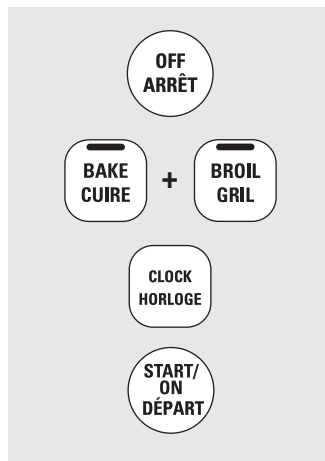 OFF
ARRÊT
BAKE
CUIRE
+
BROIL
GRIL
CLOCK
HORLOGE
START/
ON
DÉPART